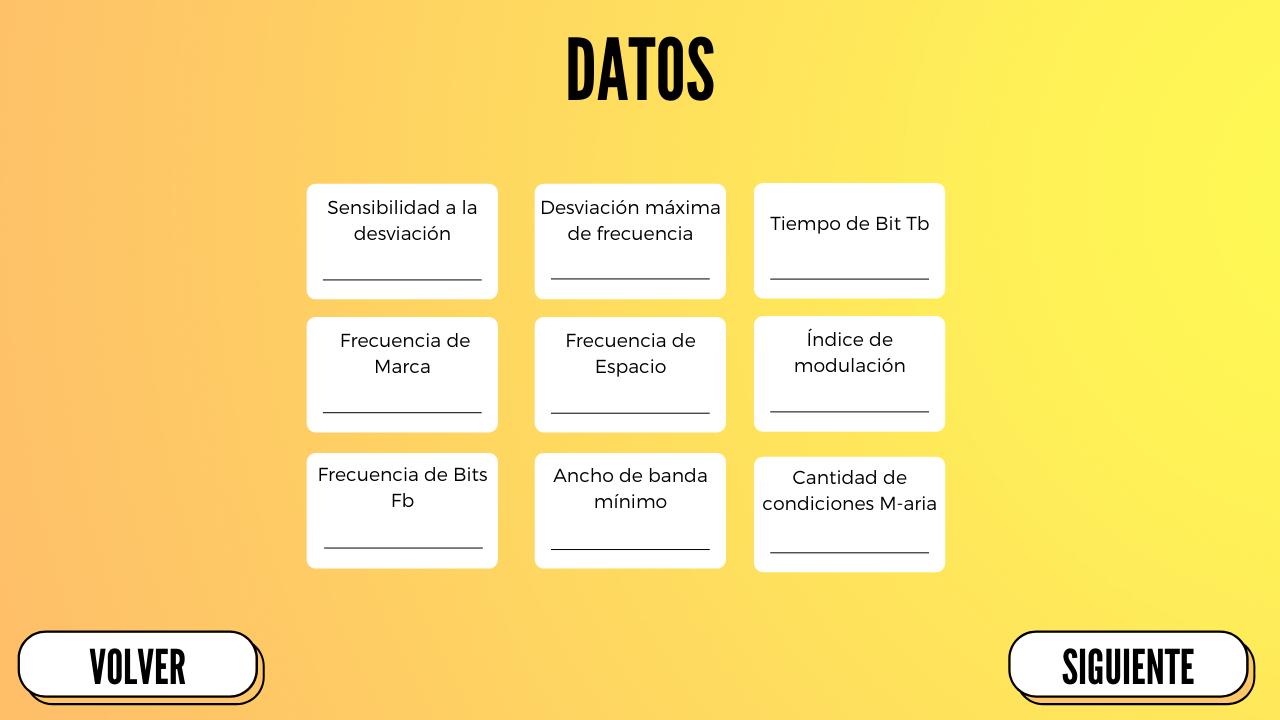 DATOS
Sensibilidad a la
desviación
Desviación máxima
de frecuencia
Tiempo de Bit Tb
Frecuencia de
Marca
Frecuencia de
Espacio
Índice de
modulación
Frecuencia de Bits
Fb
Ancho de banda
mínimo
Cantidad de
condiciones M-aria
VOLVER
SIGUIENTE